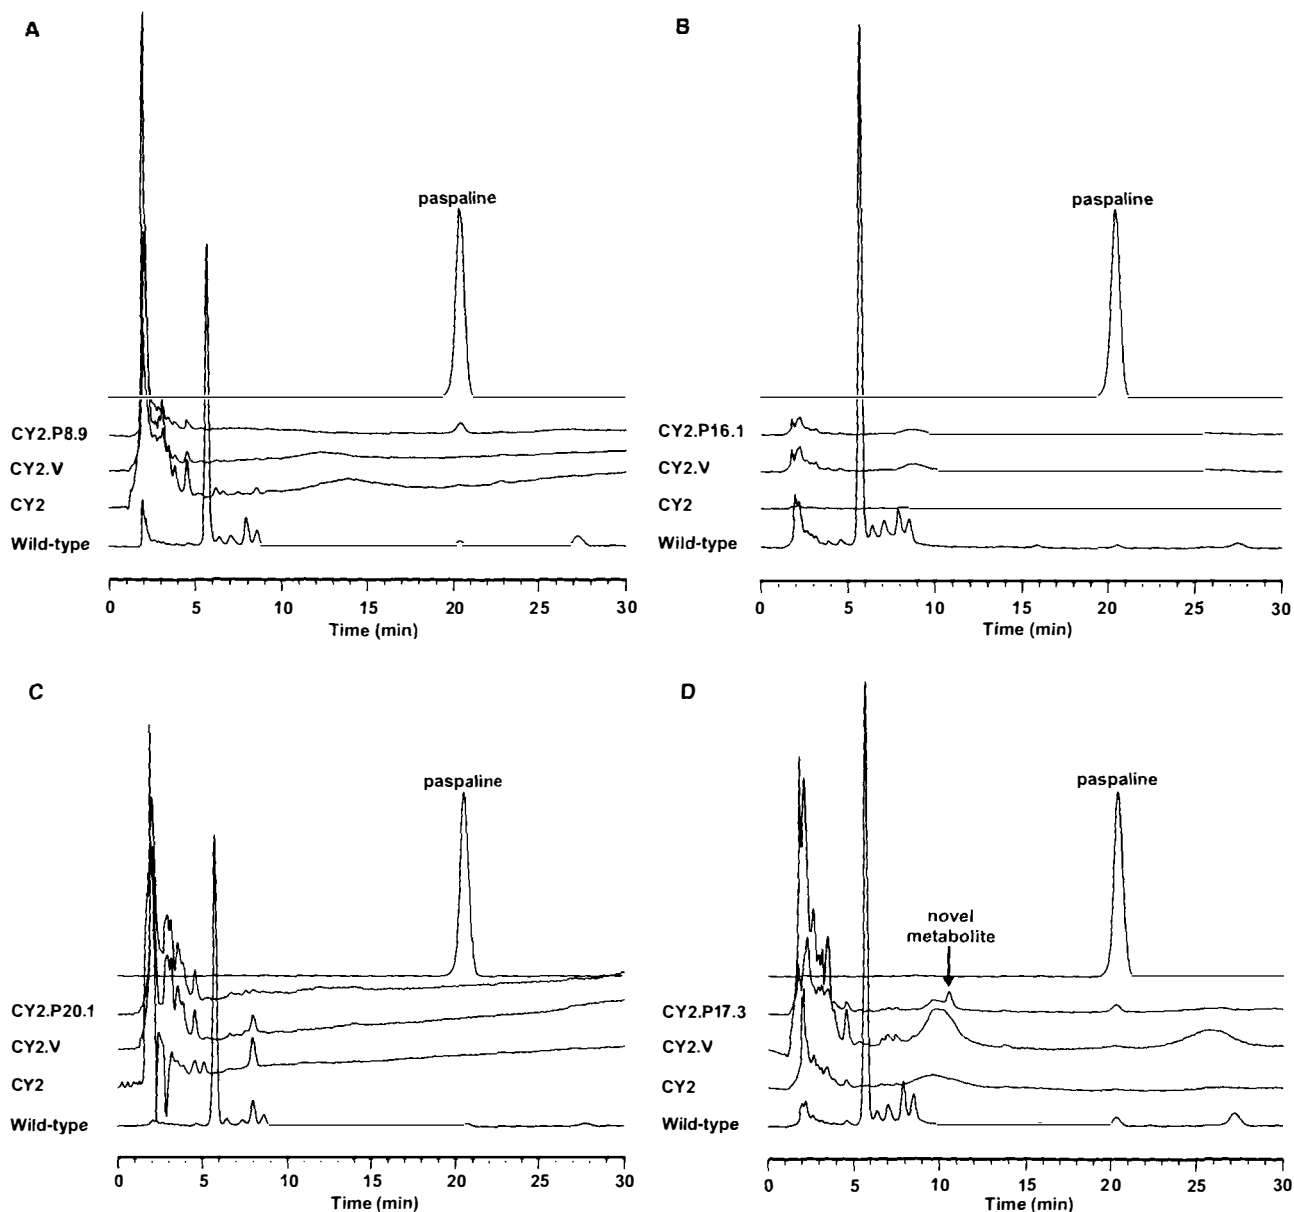 A
paspaline
CY2.P8.9
CY2.V
CY2
Wild-type
0 5 10 15 20 25 30
Time (min)
B
paspaline
CY2.P16.1
CY2.V
CY2
Wild-type
0 5 10 15 20 25 30
Time (min)
C
paspaline
CY2.P20.1
CY2.V
CY2
Wild-type
0 5 10 15 20 25 30
Time (min)
D
paspaline
novel
metabolite
CY2.P17.3
CY2.V
CY2
Wild-type
0 5 10 15 20 25 30
Time (min)